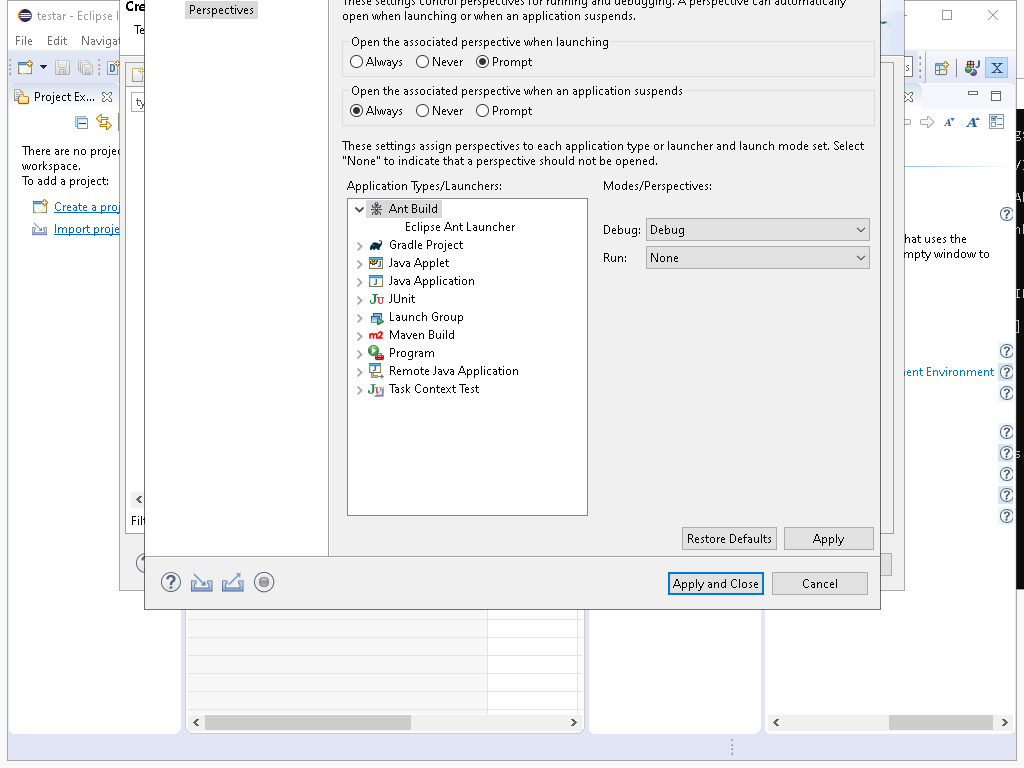 testar - Eclipse I
Cre
File Edit Naviga
Te
Project Ex...
ty
There are no proje
workspace.
To add a project:
Create a proj
Import proje
Filt
Perspectives
These settings control perspectives for running and debugging. A perspective can automatically
open when launching or when an application suspends.
Open the associated perspective when launching
Always Never Prompt
Open the associated perspective when an application suspends
Always Never Prompt
These settings assign perspectives to each application type or launcher and launch mode set. Select
"None" to indicate that a perspective should not be opened.
Application Types/Launchers:
Modes/Perspectives:
Ant Build
Eclipse Ant Launcher
Gradle Project
Java Applet
Java Application
JUnit
Launch Group
Maven Build
Program
Remote Java Application
Task Context Test
Debug: Debug
Run: None
Restore Defaults Apply
Apply and Close Cancel
hat uses the
mpty window to
ent Environment